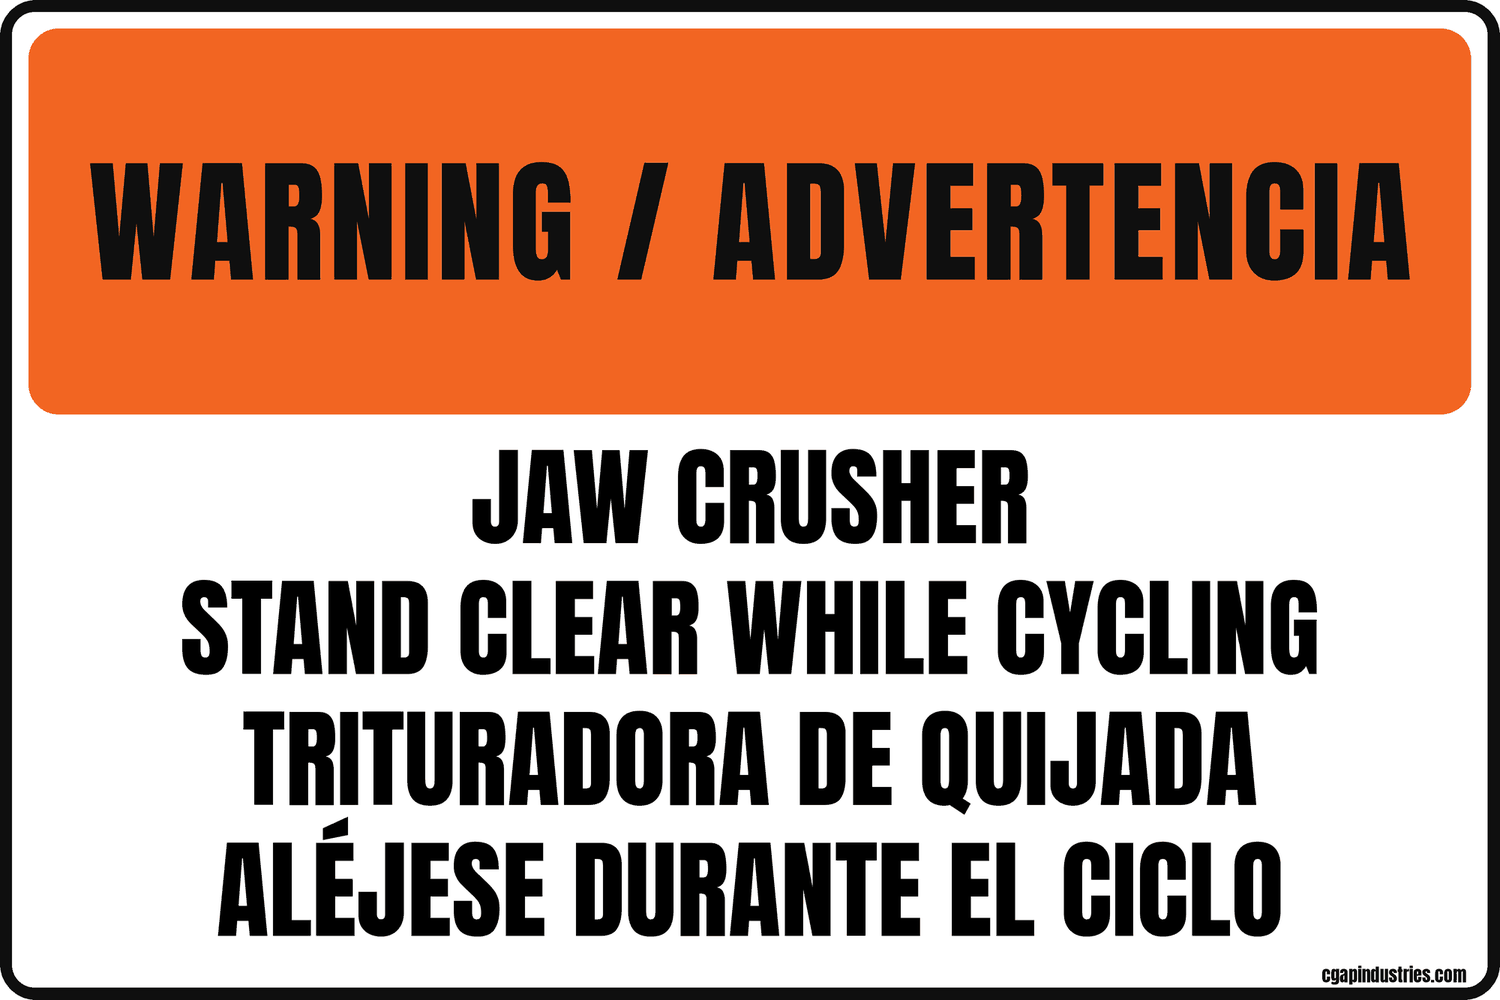 WARNING / ADVERTENCIA
JAW CRUSHER
STAND CLEAR WHILE CYCLING
TRITURADORA DE QUIJADA
ALÉJESE DURANTE EL CICLO
cgapindustries.com